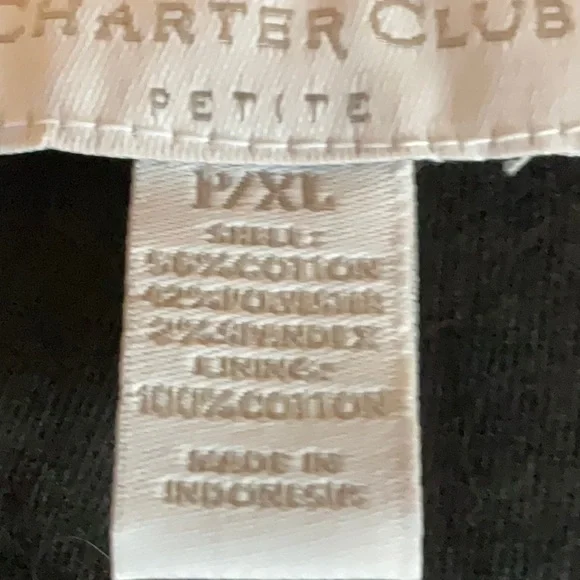 CHARTER CLUB
PETITE
P/XL
SHELL:
56%COTTON
42%POLYESTER
2%SPANDEX
LINING:
100%COTTON
MADE IN
INDONESIA